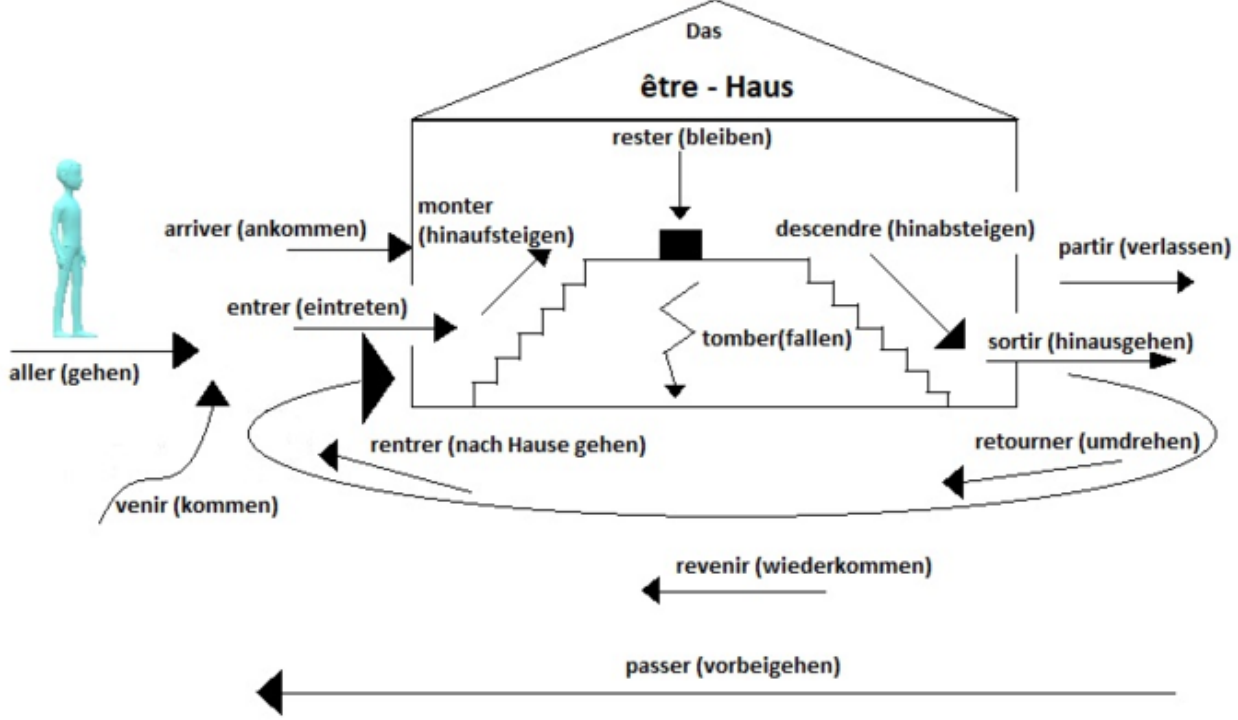 Das
être - Haus
rester (bleiben)
monter
(hinaufsteigen)
arriver (ankommen)
descendre (hinabsteigen)
partir (verlassen)
entrer (eintreten)
tomber(fallen)
sortir (hinausgehen)
aller (gehen)
rentrer (nach Hause gehen)
retourner (umdrehen)
venir (kommen)
revenir (wiederkommen)
passer (vorbeigehen)